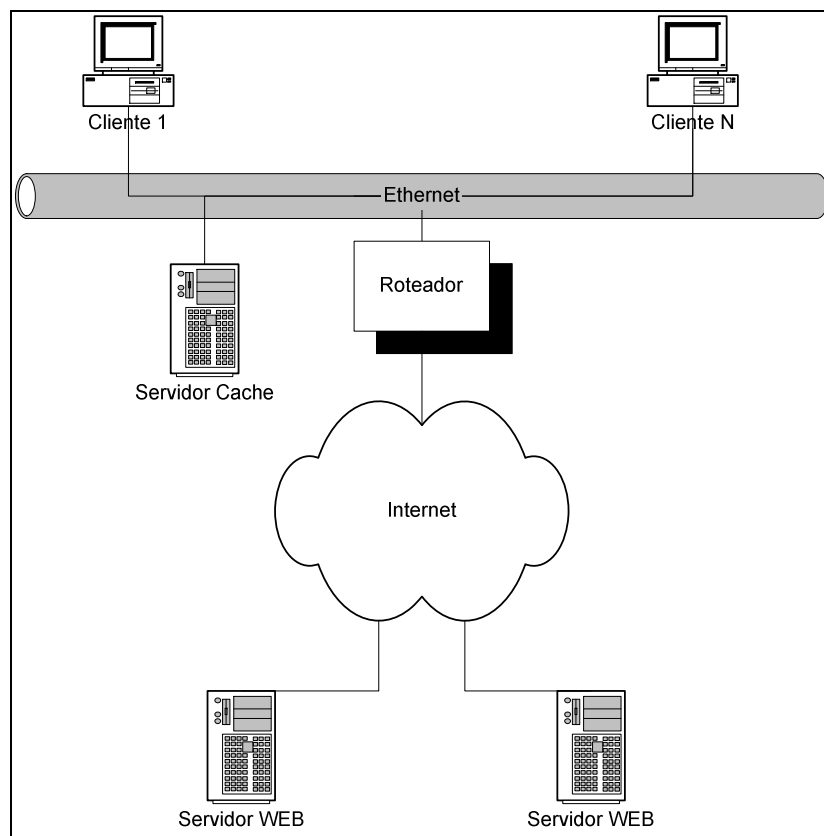 Cliente 1
Cliente N
Ethernet
Roteador
Servidor Cache
Internet
Servidor WEB
Servidor WEB